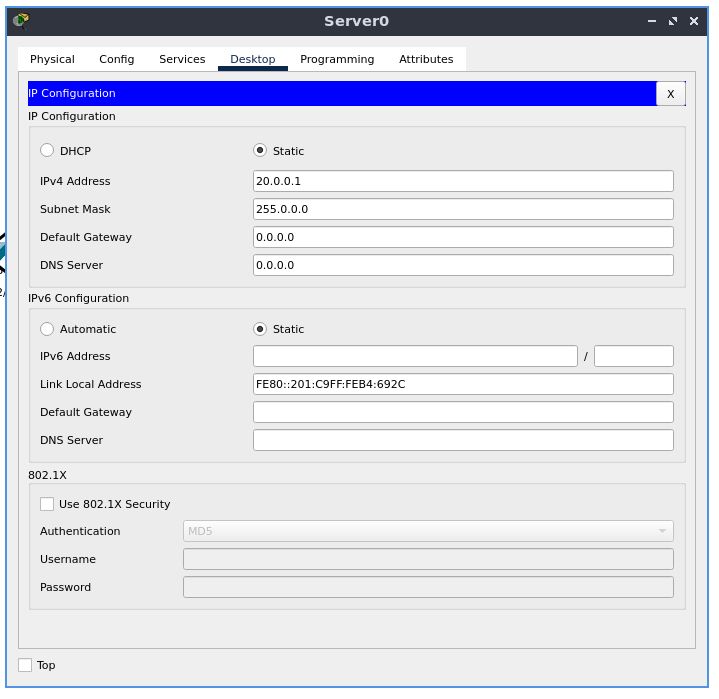 Server0
Physical Config Services Desktop Programming Attributes
IP Configuration X
IP Configuration
DHCP Static
IPv4 Address 20.0.0.1
Subnet Mask 255.0.0.0
Default Gateway 0.0.0.0
DNS Server 0.0.0.0
IPv6 Configuration
Automatic Static
IPv6 Address /
Link Local Address FE80::201:C9FF:FEB4:692C
Default Gateway
DNS Server
802.1X
Use 802.1X Security
Authentication MD5
Username
Password
Top